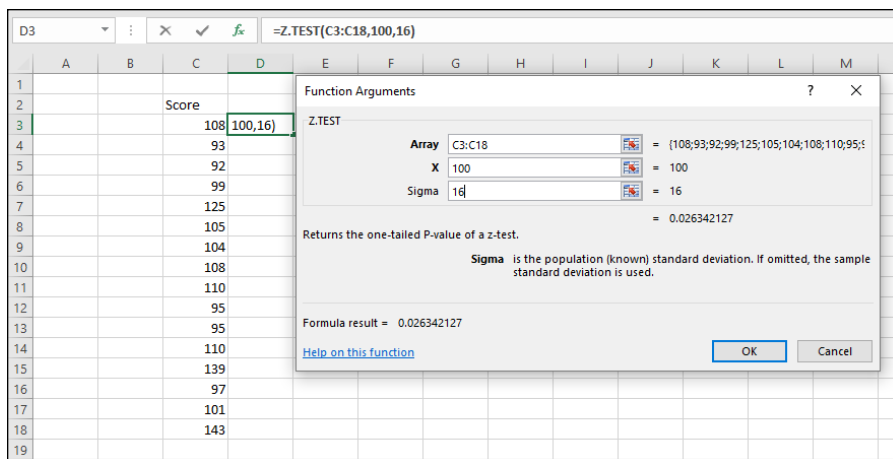 D3 =Z.TEST(C3:C18,100,16)
A B C D E F G H I J K L M
1
2 Score
3 108 100,16)
4 93
5 92
6 99
7 125
8 105
9 104
10 108
11 110
12 95
13 95
14 110
15 139
16 97
17 101
18 143
19
Function Arguments ? ×
Z.TEST
Array C3:C18 = {108;93;92;99;125;105;104;108;110;95;9
X 100 = 100
Sigma 16 = 16
= 0.026342127
Returns the one-tailed P-value of a z-test.
Sigma is the population (known) standard deviation. If omitted, the sample
standard deviation is used.
Formula result = 0.026342127
Help on this function OK Cancel